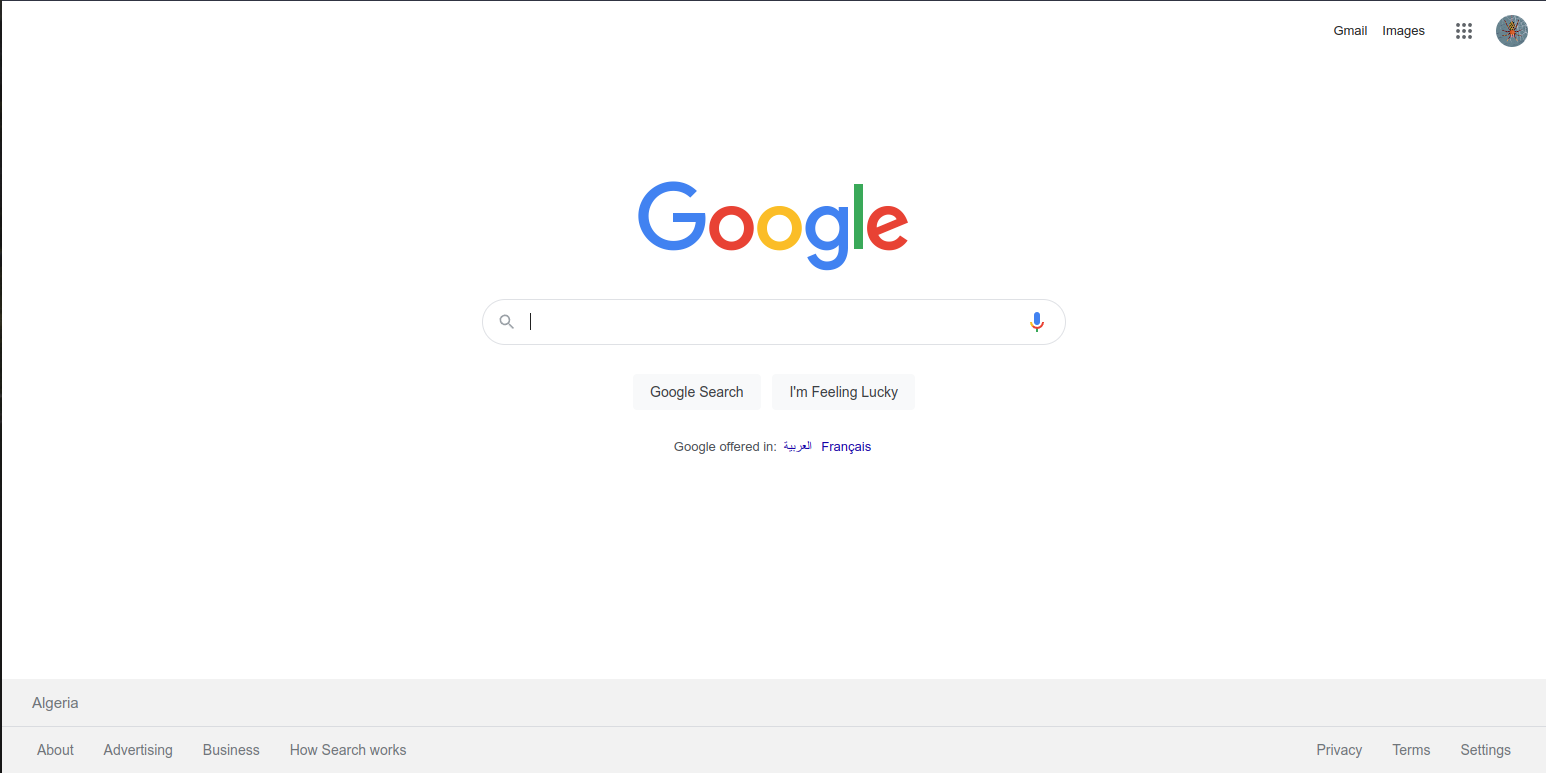 Gmail Images
Google
Google Search I'm Feeling Lucky
Google offered in: العربية Français
Algeria
About Advertising Business How Search works Privacy Terms Settings